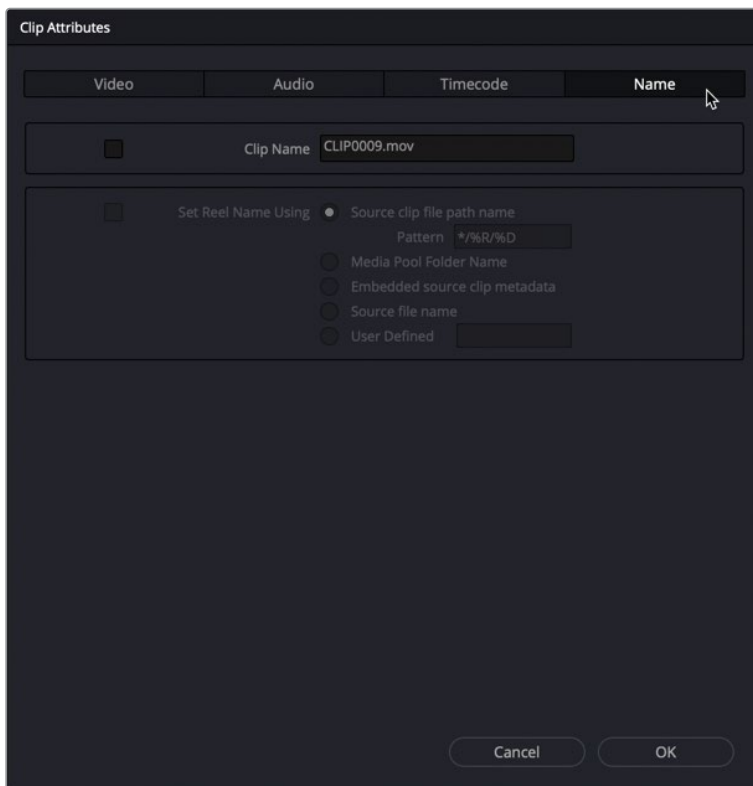 Clip Attributes
Video Audio Timecode Name
Clip Name CLIP0009.mov
Set Reel Name Using Source clip file path name
Pattern */%R/%D
Media Pool Folder Name
Embedded source clip metadata
Source file name
User Defined
Cancel OK